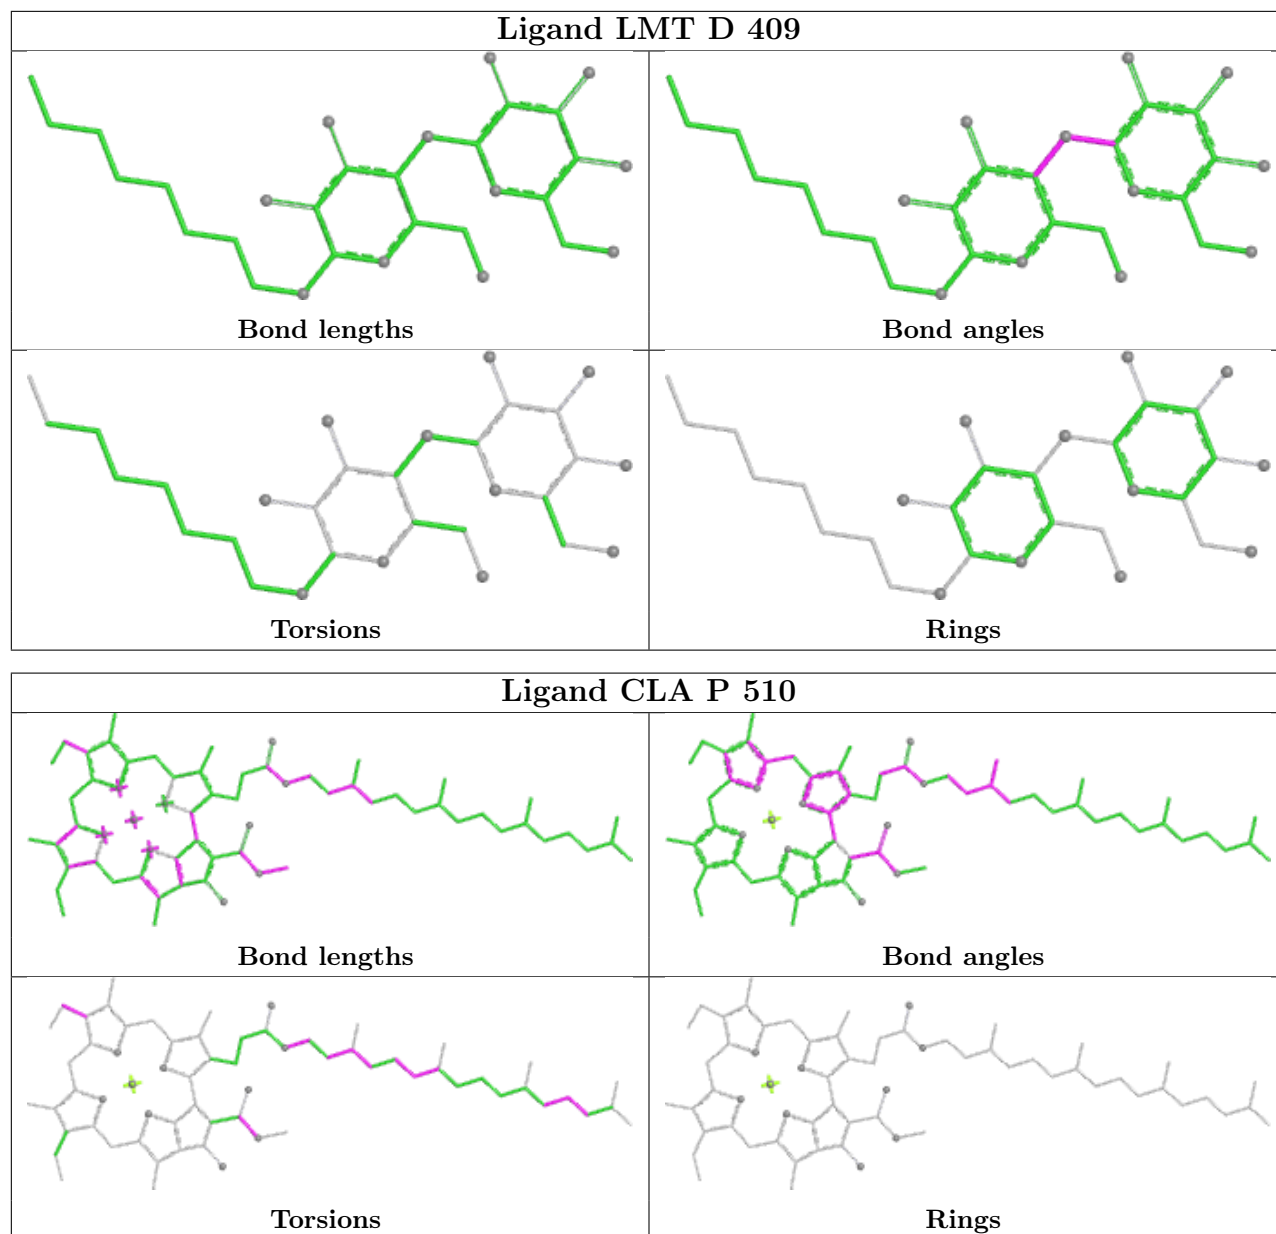 Ligand LMT D 409
Bond lengths
Bond angles
Torsions
Rings
Ligand CLA P 510
Bond lengths
Bond angles
Torsions
Rings